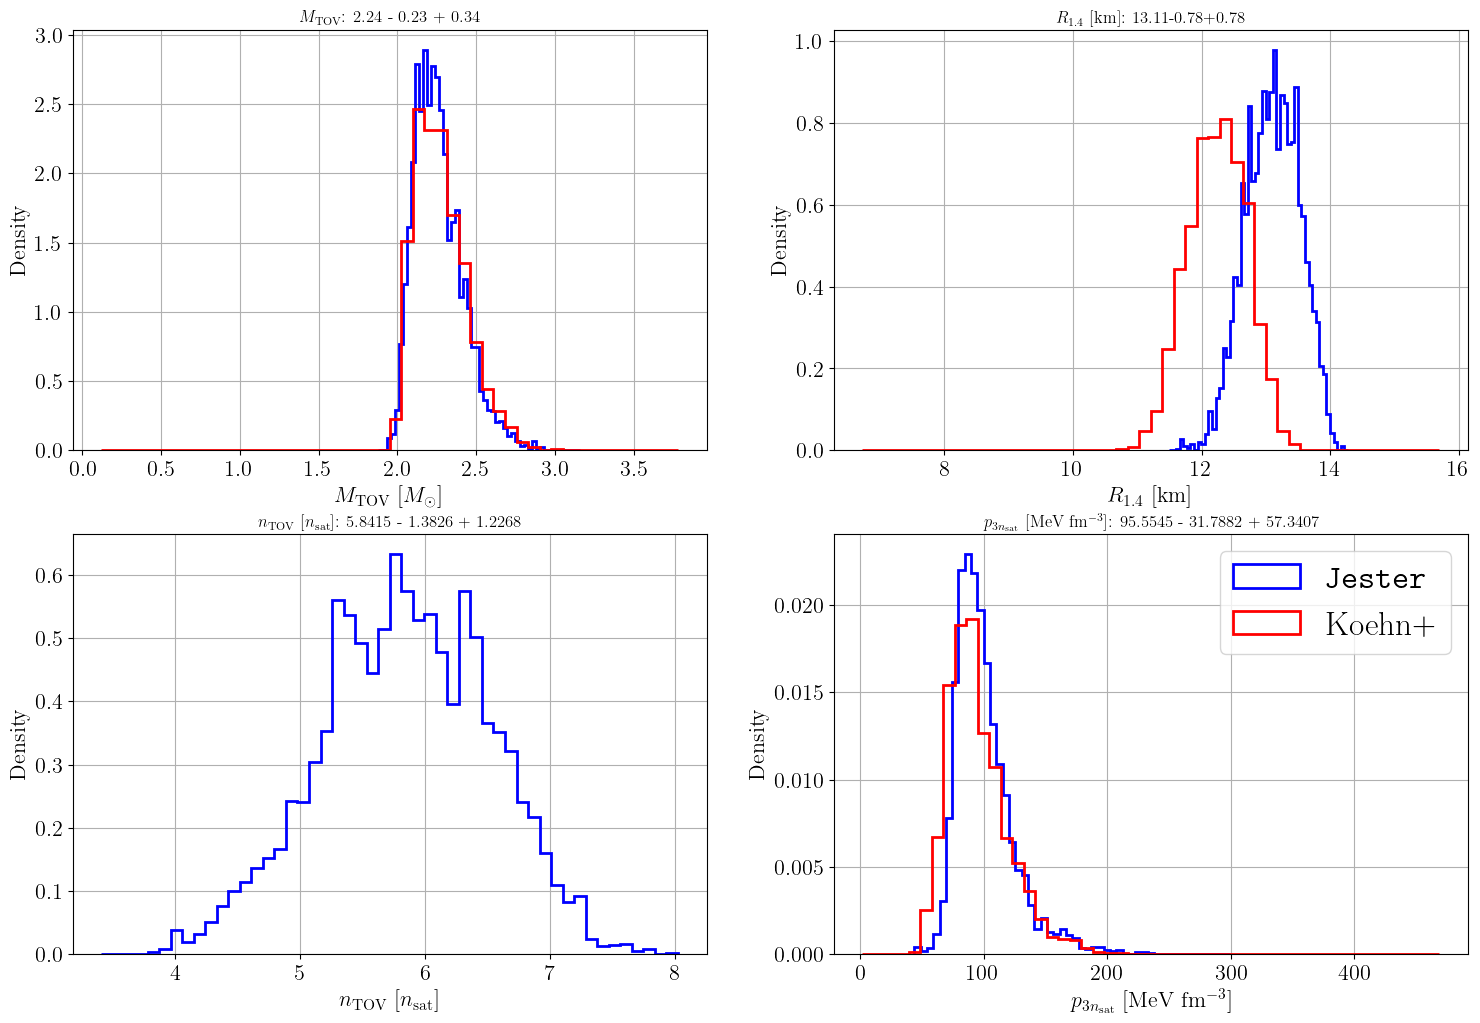 M_TOV: 2.24 - 0.23 + 0.34
3.0
2.5
2.0
1.5
1.0
0.5
0.0
Density
0.0 0.5 1.0 1.5 2.0 2.5 3.0 3.5
M_TOV [M_⊙]
R_1.4 [km]: 13.11-0.78+0.78
1.0
0.8
0.6
0.4
0.2
0.0
Density
8 10 12 14 16
R_1.4 [km]
n_TOV [n_sat]: 5.8415 - 1.3826 + 1.2268
0.6
0.5
0.4
0.3
0.2
0.1
0.0
Density
4 5 6 7 8
n_TOV [n_sat]
p_3n_sat [MeV fm⁻³]: 95.5545 - 31.7882 + 57.3407
Jester
Koehn+
0.020
0.015
0.010
0.005
0.000
Density
0 100 200 300 400
p_3n_sat [MeV fm⁻³]